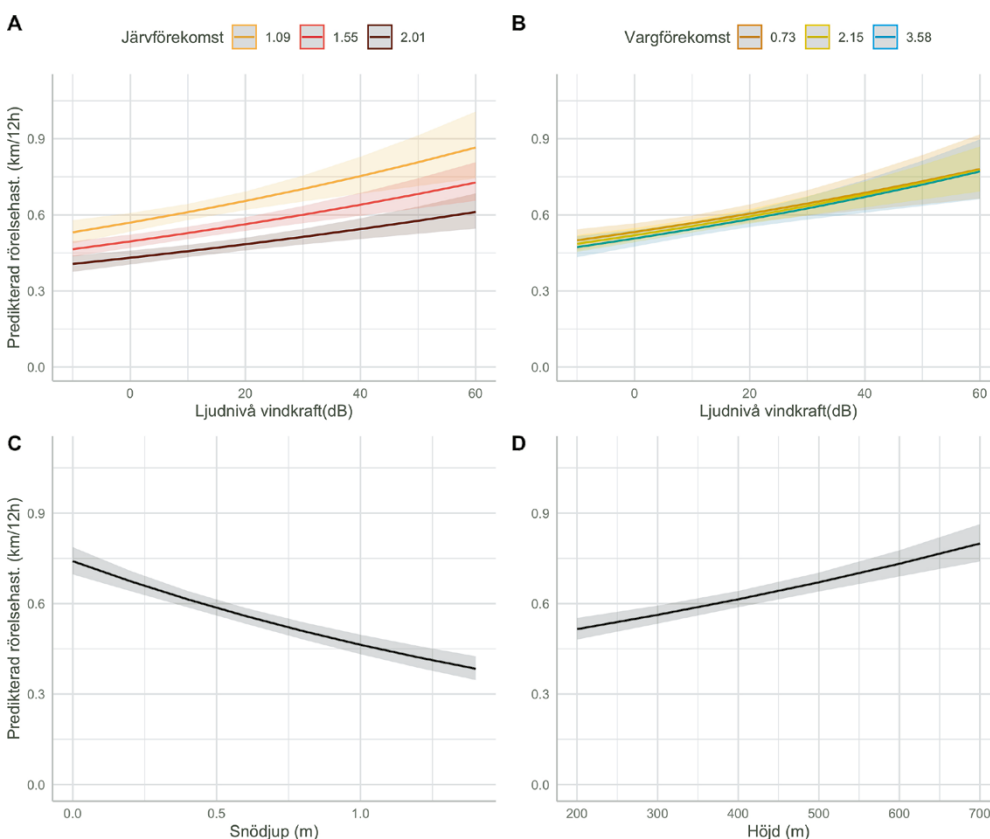 A
Järvförekomst 1.09 1.55 2.01
Predikterad rörelsehast. (km/12h)
0.9
0.6
0.3
0.0
0 20 40 60
Ljudnivå vindkraft(dB)
B
Vargförekomst 0.73 2.15 3.58
0.9
0.6
0.3
0.0
0 20 40 60
Ljudnivå vindkraft(dB)
C
Predikterad rörelsehast. (km/12h)
0.9
0.6
0.3
0.0
0.0 0.5 1.0
Snödjup (m)
D
0.9
0.6
0.3
0.0
200 300 400 500 600 700
Höjd (m)